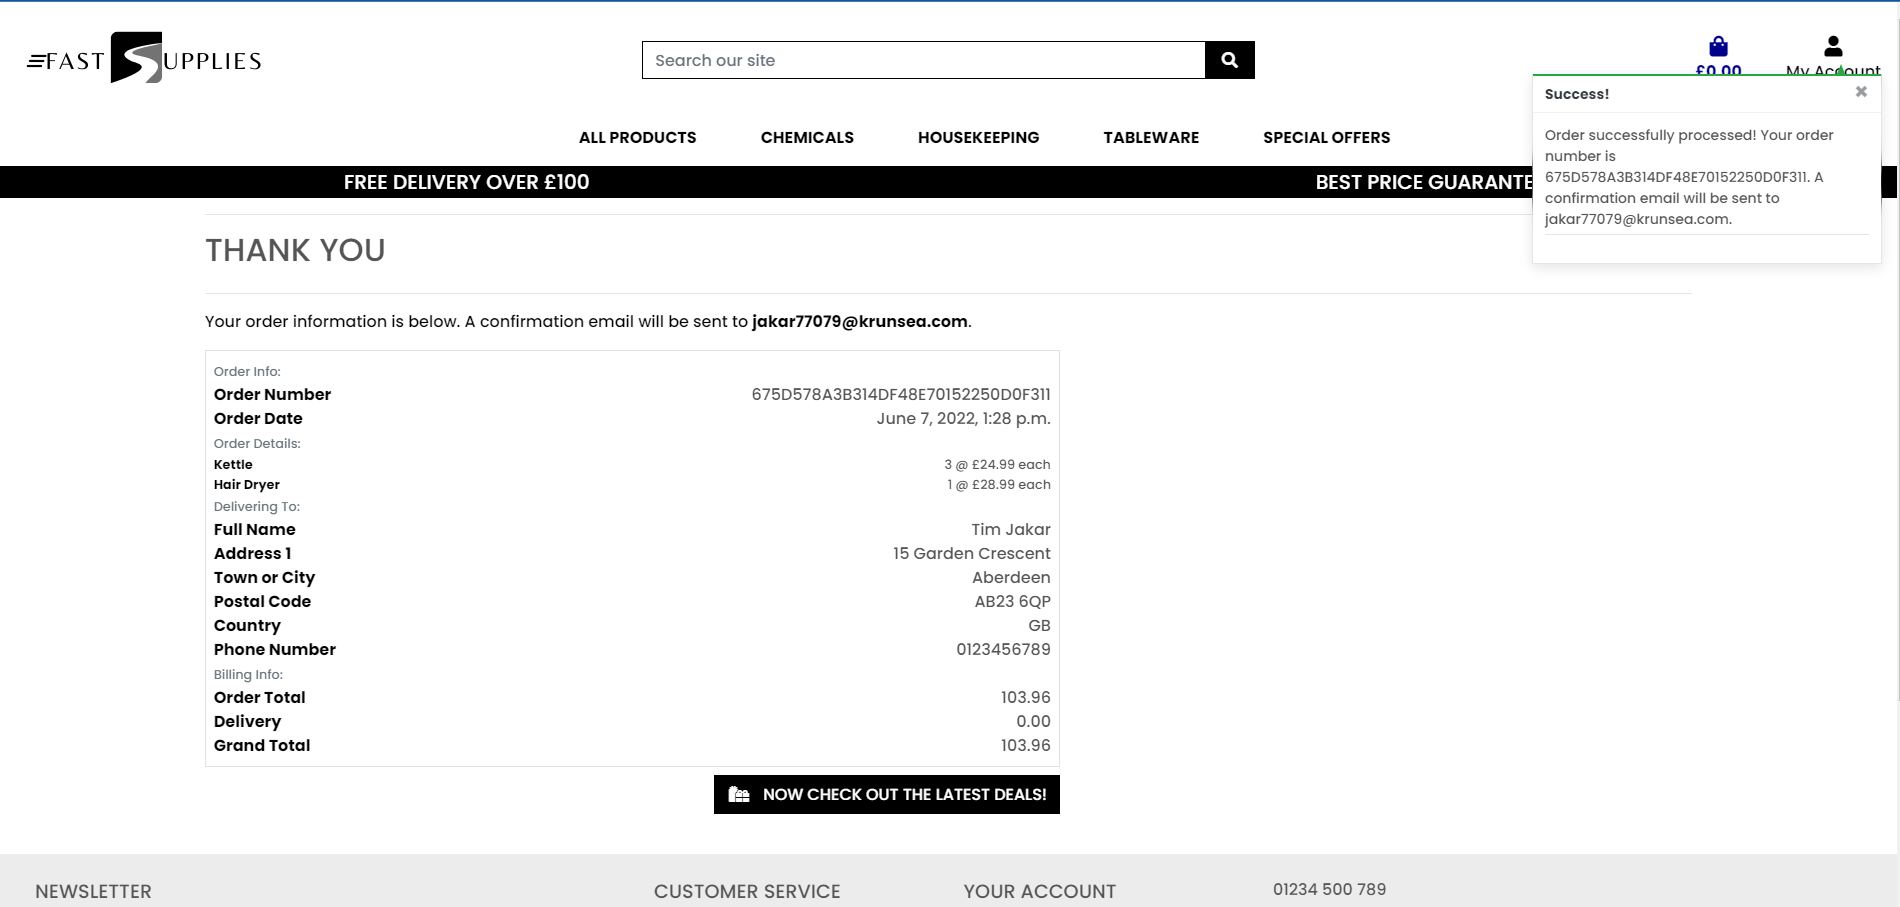 FAST SUPPLIES
Search our site
£0.00
My Account
Success!
Order successfully processed! Your order
number is
675D578A3B314DF48E70152250D0F311. A
confirmation email will be sent to
jakar77079@krunsea.com.
ALL PRODUCTS
CHEMICALS
HOUSEKEEPING
TABLEWARE
SPECIAL OFFERS
FREE DELIVERY OVER £100
BEST PRICE GUARANTE
THANK YOU
Your order information is below. A confirmation email will be sent to jakar77079@krunsea.com.
Order Info:
Order Number 675D578A3B314DF48E70152250D0F311
Order Date June 7, 2022, 1:28 p.m.
Order Details:
Kettle 3 @ £24.99 each
Hair Dryer 1 @ £28.99 each
Delivering To:
Full Name Tim Jakar
Address 1 15 Garden Crescent
Town or City Aberdeen
Postal Code AB23 6QP
Country GB
Phone Number 0123456789
Billing Info:
Order Total 103.96
Delivery 0.00
Grand Total 103.96
NOW CHECK OUT THE LATEST DEALS!
NEWSLETTER
CUSTOMER SERVICE
YOUR ACCOUNT
01234 500 789